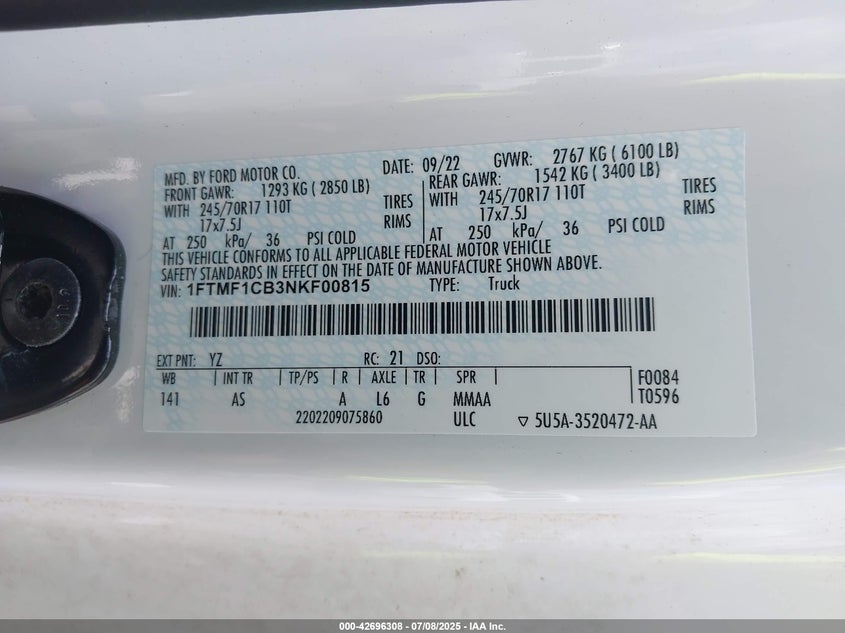 MFD. BY FORD MOTOR CO. DATE: 09/22 GVWR: 2767 KG ( 6100 LB)
FRONT GAWR: 1293 KG ( 2850 LB) REAR GAWR: 1542 KG ( 3400 LB)
WITH 245/70R17 110T TIRES WITH 245/70R17 110T TIRES
17x7.5J RIMS 17x7.5J RIMS
AT 250 kPa/ 36 PSI COLD AT 250 kPa/ 36 PSI COLD
THIS VEHICLE CONFORMS TO ALL APPLICABLE FEDERAL MOTOR VEHICLE
SAFETY STANDARDS IN EFFECT ON THE DATE OF MANUFACTURE SHOWN ABOVE.
VIN: 1FTMF1CB3NKF00815 TYPE: Truck
EXT PNT: YZ RC: 21 DSO:
WB INT TR TP/PS R AXLE TR SPR F0084
141 AS A L6 G MMAA T0596
2202209075860 ULC ▽ 5U5A-3520472-AA
000-42696308 | 07/08/2025 - IAA Inc.